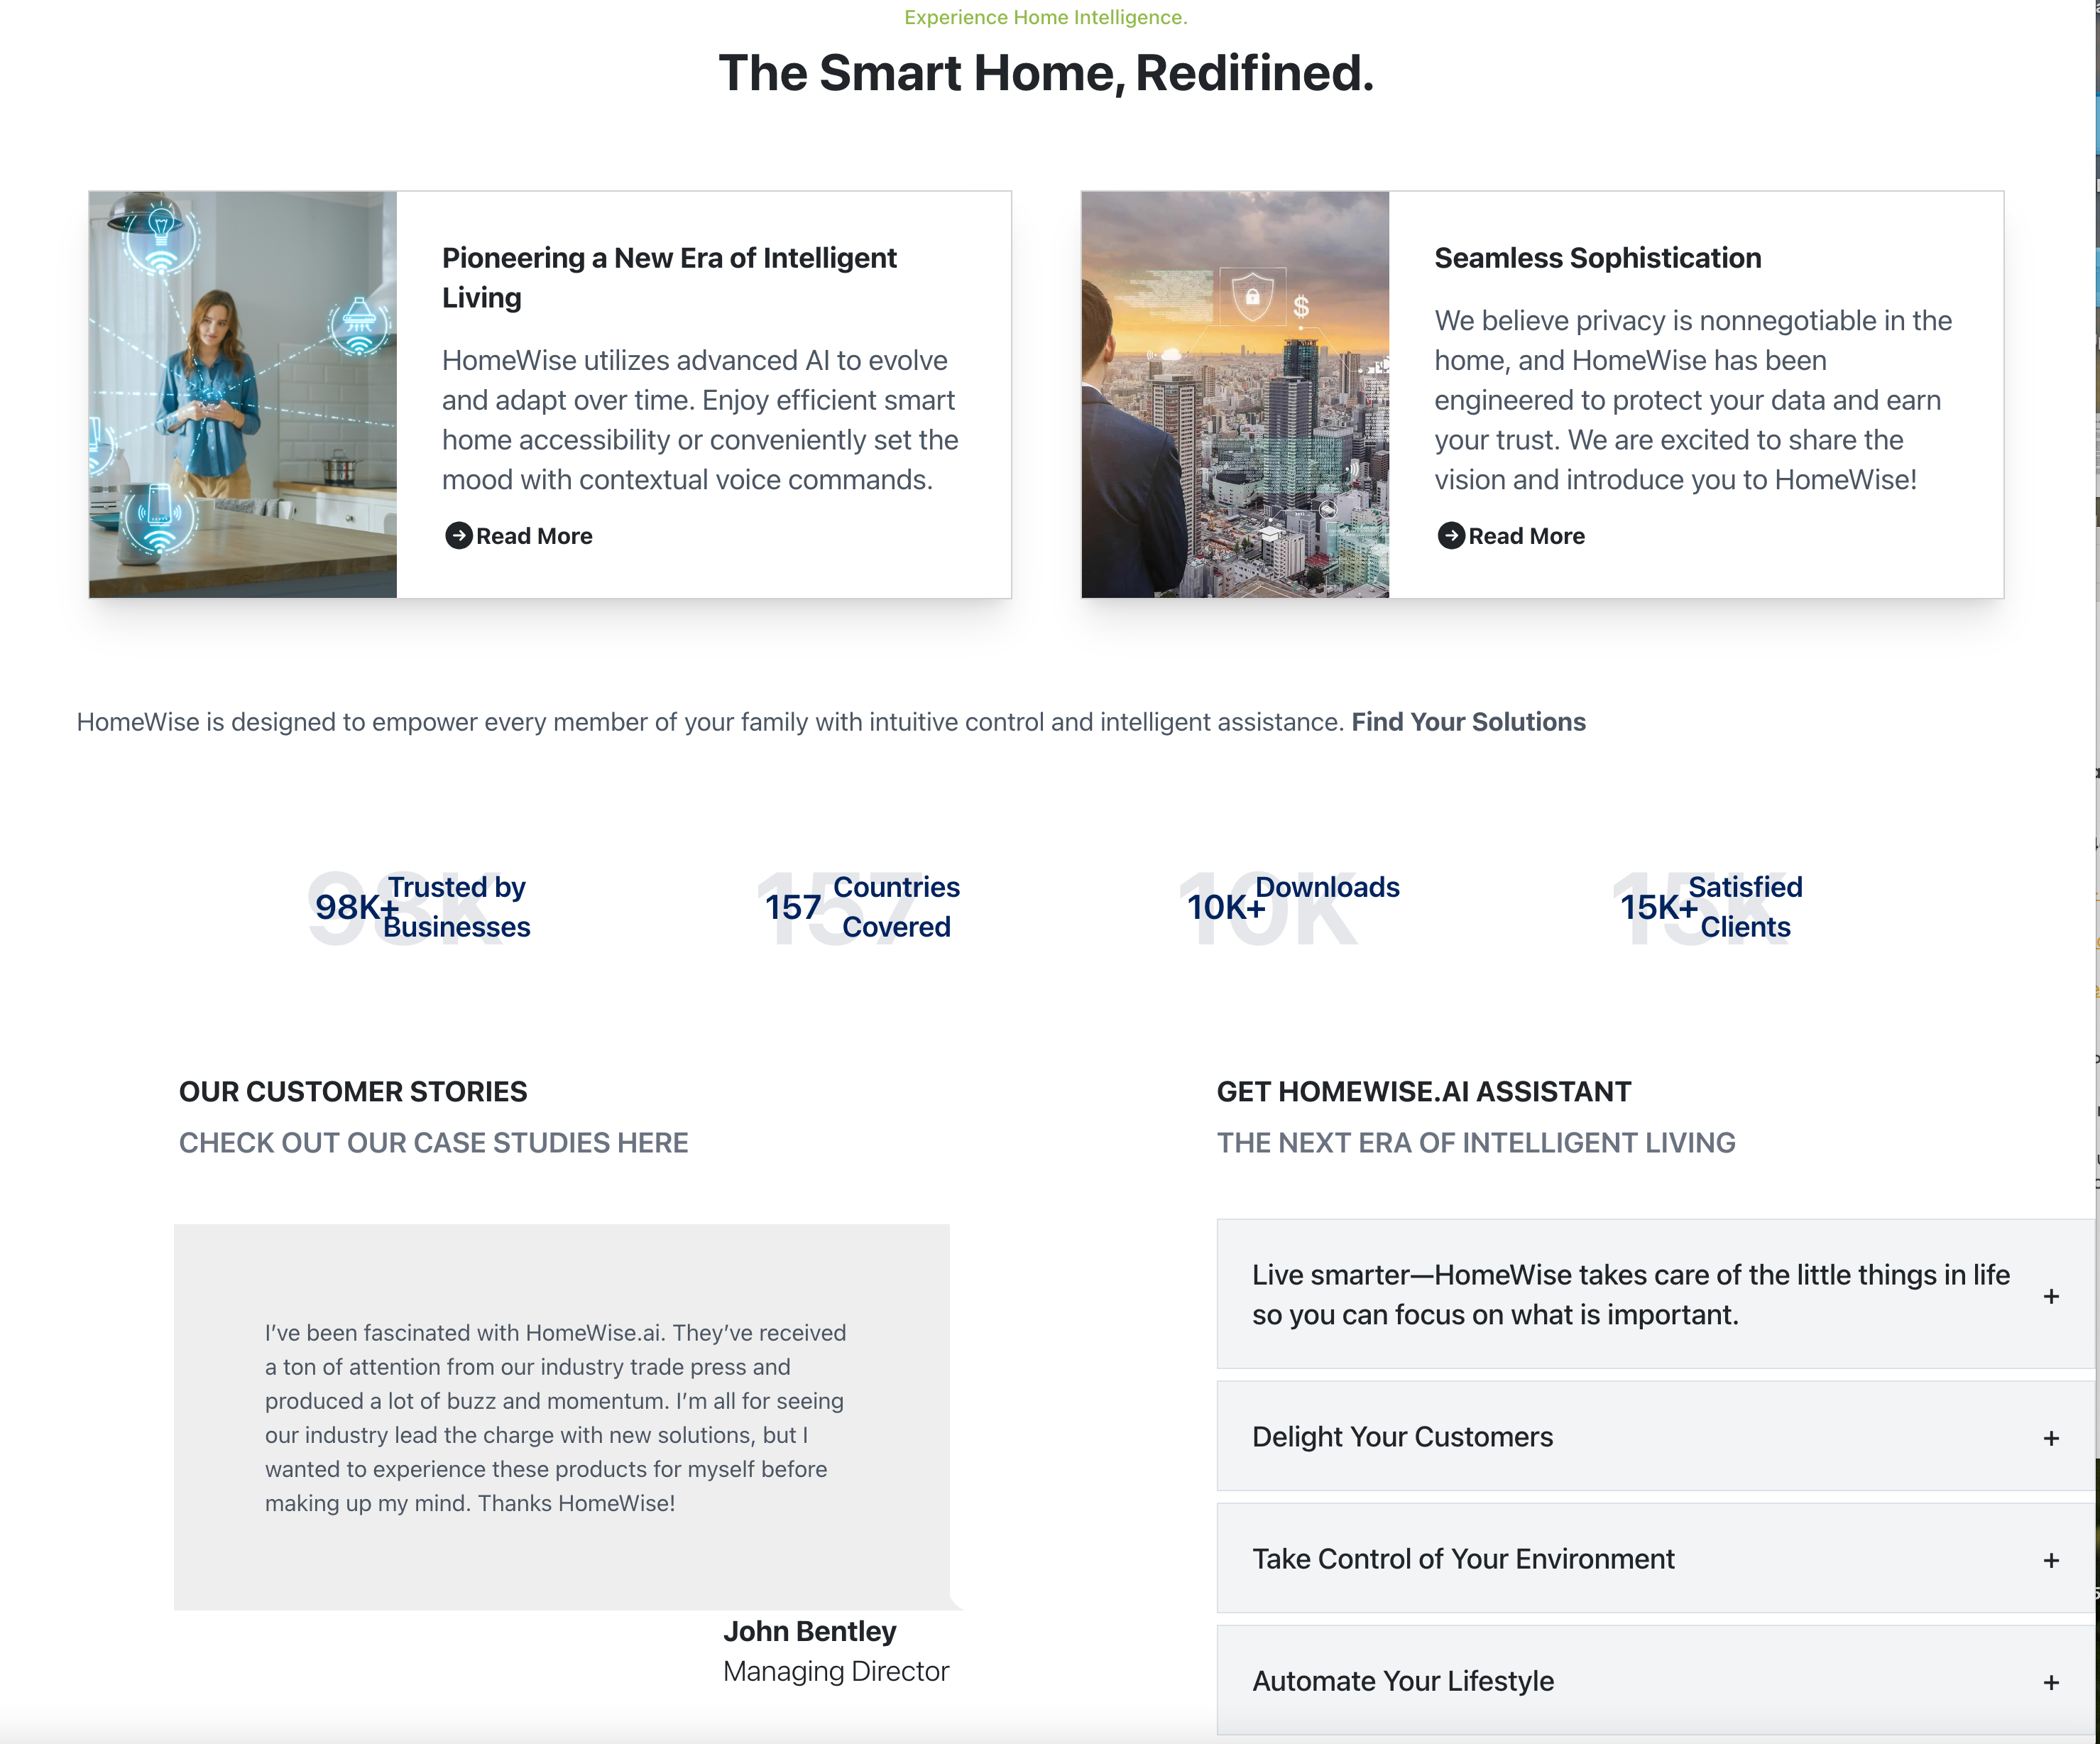 Experience Home Intelligence.
The Smart Home, Redifined.
Pioneering a New Era of Intelligent
Living
HomeWise utilizes advanced AI to evolve
and adapt over time. Enjoy efficient smart
home accessibility or conveniently set the
mood with contextual voice commands.
Read More
$
Seamless Sophistication
We believe privacy is nonnegotiable in the
home, and HomeWise has been
engineered to protect your data and earn
your trust. We are excited to share the
vision and introduce you to HomeWise!
Read More
HomeWise is designed to empower every member of your family with intuitive control and intelligent assistance. Find Your Solutions
98K
98K+
Trusted by
Businesses
157
157
Countries
Covered
10K
10K+
Downloads
15K
15K+
Satisfied
Clients
OUR CUSTOMER STORIES
CHECK OUT OUR CASE STUDIES HERE
I’ve been fascinated with HomeWise.ai. They’ve received
a ton of attention from our industry trade press and
produced a lot of buzz and momentum. I’m all for seeing
our industry lead the charge with new solutions, but I
wanted to experience these products for myself before
making up my mind. Thanks HomeWise!
John Bentley
Managing Director
GET HOMEWISE.AI ASSISTANT
THE NEXT ERA OF INTELLIGENT LIVING
Live smarter—HomeWise takes care of the little things in life
so you can focus on what is important.
+
Delight Your Customers
+
Take Control of Your Environment
+
Automate Your Lifestyle
+